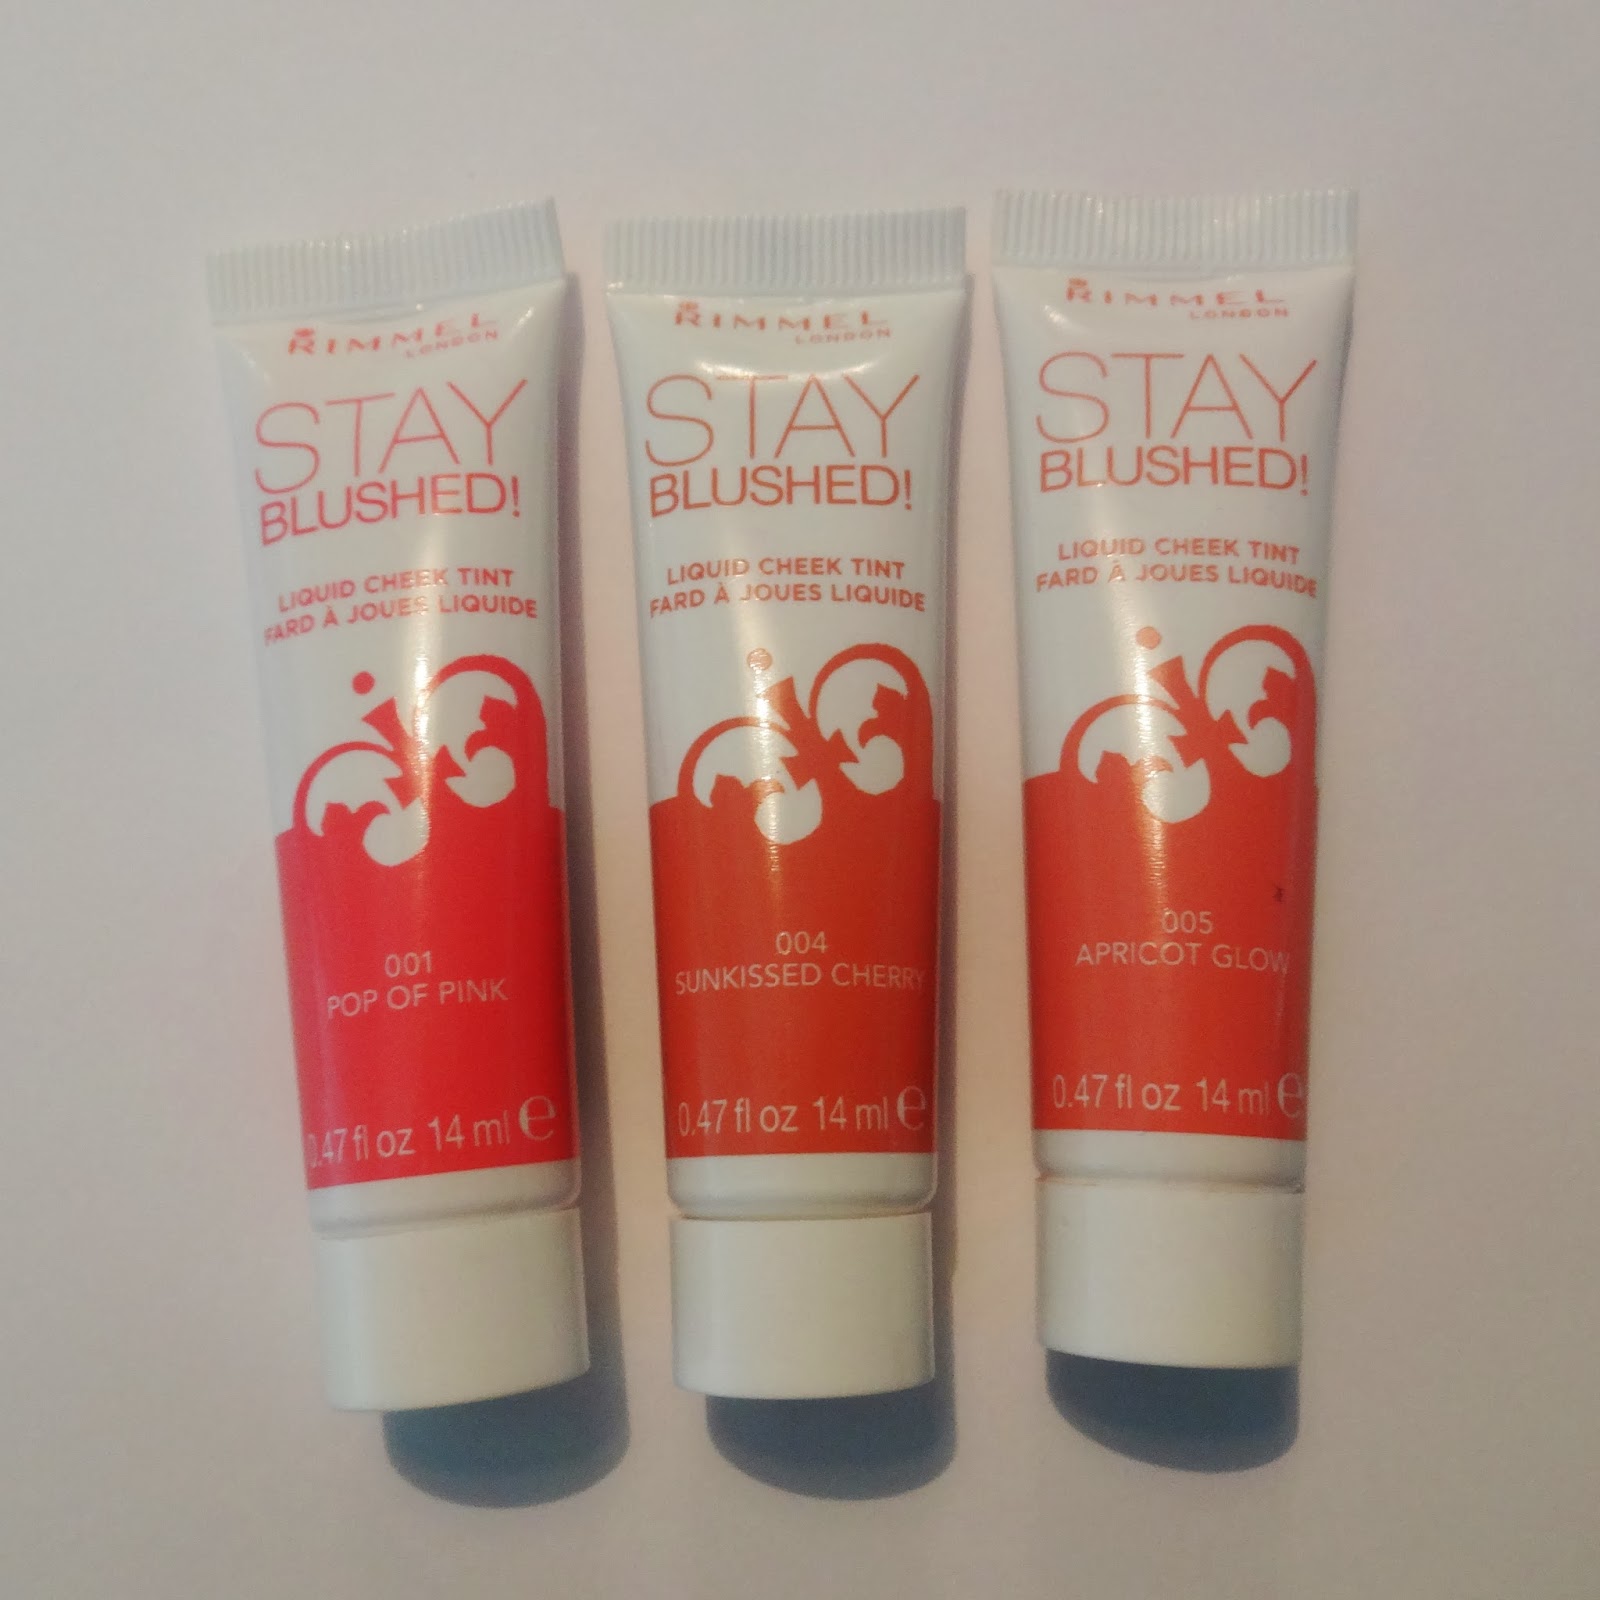 RIMMEL
LONDON
STAY
BLUSHED!
LIQUID CHEEK TINT
FARD À JOUES LIQUIDE
001
POP OF PINK
0.47 fl oz 14 ml ℮
RIMMEL
LONDON
STAY
BLUSHED!
LIQUID CHEEK TINT
FARD À JOUES LIQUIDE
004
SUNKISSED CHERRY
0.47 fl oz 14 ml ℮
RIMMEL
LONDON
STAY
BLUSHED!
LIQUID CHEEK TINT
FARD À JOUES LIQUIDE
005
APRICOT GLOW
0.47 fl oz 14 ml ℮